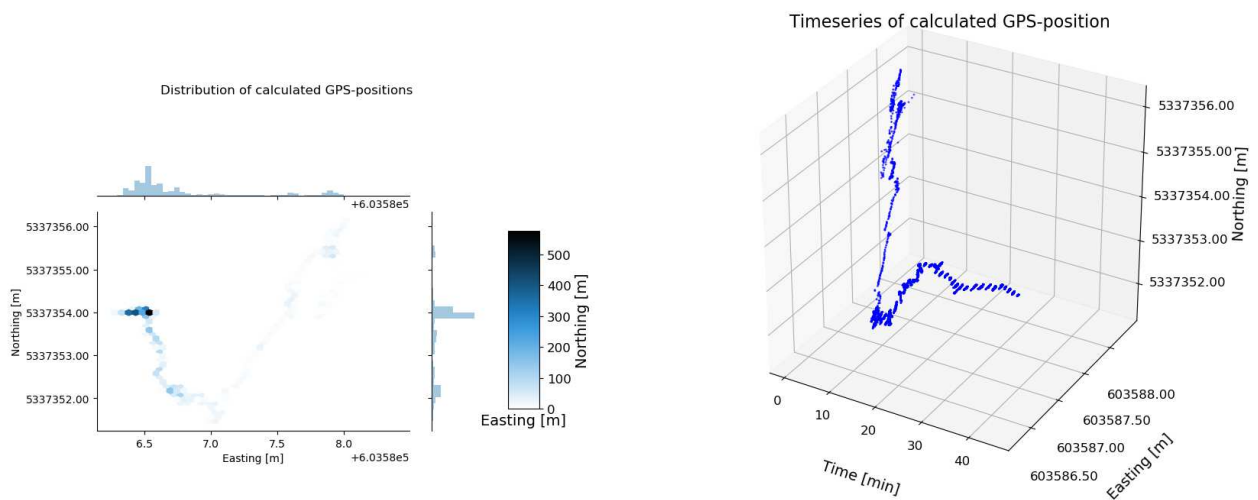 Distribution of calculated GPS-positions
+6.0358e5
5337356.00
5337355.00
5337354.00
5337353.00
5337352.00
Northing [m]
6.5
7.0
7.5
8.0
Easting [m]
+6.0358e5
500
400
300
200
100
0
Northing [m]
Easting [m]
Timeseries of calculated GPS-position
5337356.00
5337355.00
5337354.00
5337353.00
5337352.00
Northing [m]
0
10
20
30
40
Time [min]
603588.00
603587.50
603587.00
603586.50
Easting [m]